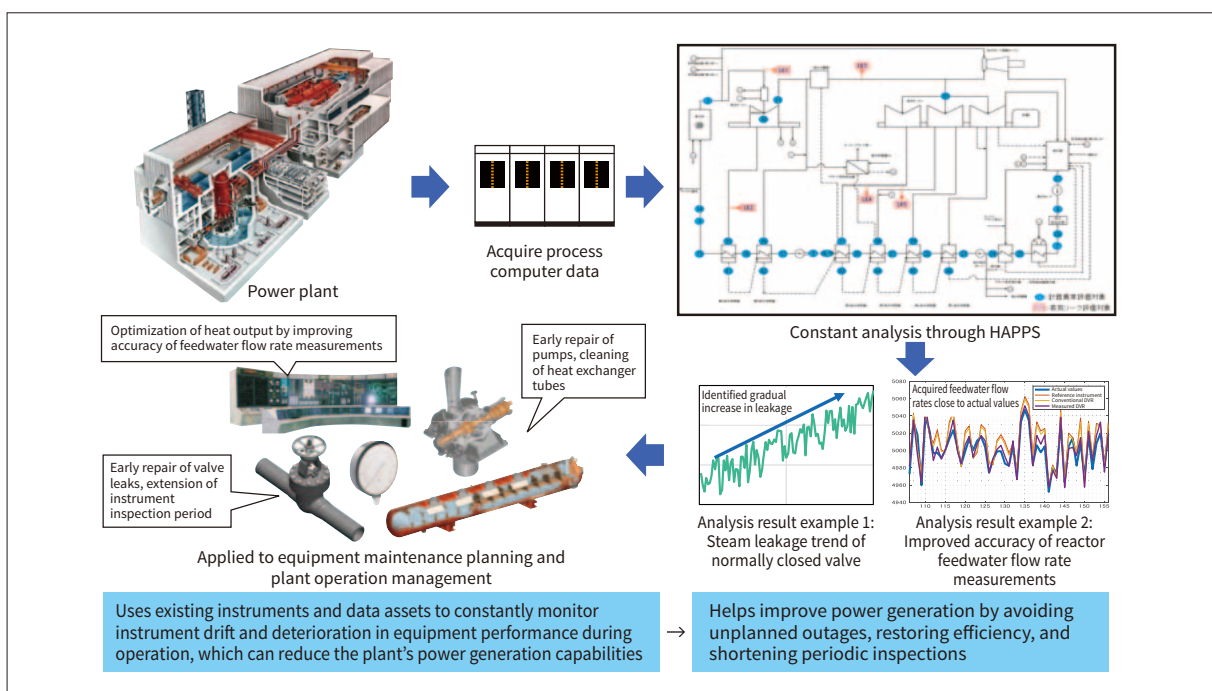 Power plant
Acquire process
computer data
Constant analysis through HAPPS
Optimization of heat output by improving
accuracy of feedwater flow rate measurements
Early repair of
pumps, cleaning
of heat exchanger
tubes
Early repair of valve
leaks, extension of
instrument
inspection period
Applied to equipment maintenance planning and
plant operation management
Identified gradual
increase in leakage
Analysis result example 1:
Steam leakage trend of
normally closed valve
Acquired feedwater flow
rates close to actual values
Actual values
Reference instrument
Conventional DVR
Measured DVR
5080
5060
5040
5020
5000
4980
4960
4940
110 115 120 125 130 135 140 145 150 155
Analysis result example 2:
Improved accuracy of reactor
feedwater flow rate
measurements
Uses existing instruments and data assets to constantly monitor
instrument drift and deterioration in equipment performance during
operation, which can reduce the plant’s power generation capabilities
→
Helps improve power generation by avoiding
unplanned outages, restoring efficiency, and
shortening periodic inspections